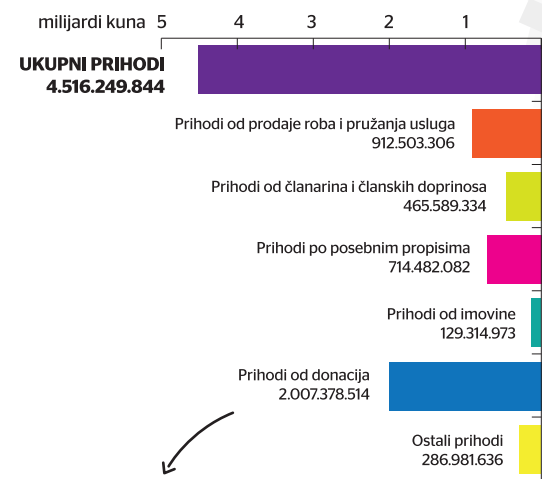 milijardi kuna 5 4 3 2 1
UKUPNI PRIHODI
4.516.249.844
Prihodi od prodaje roba i pružanja usluga
912.503.306
Prihodi od članarina i članskih doprinosa
465.589.334
Prihodi po posebnim propisima
714.482.082
Prihodi od imovine
129.314.973
Prihodi od donacija
2.007.378.514
Ostali prihodi
286.981.636